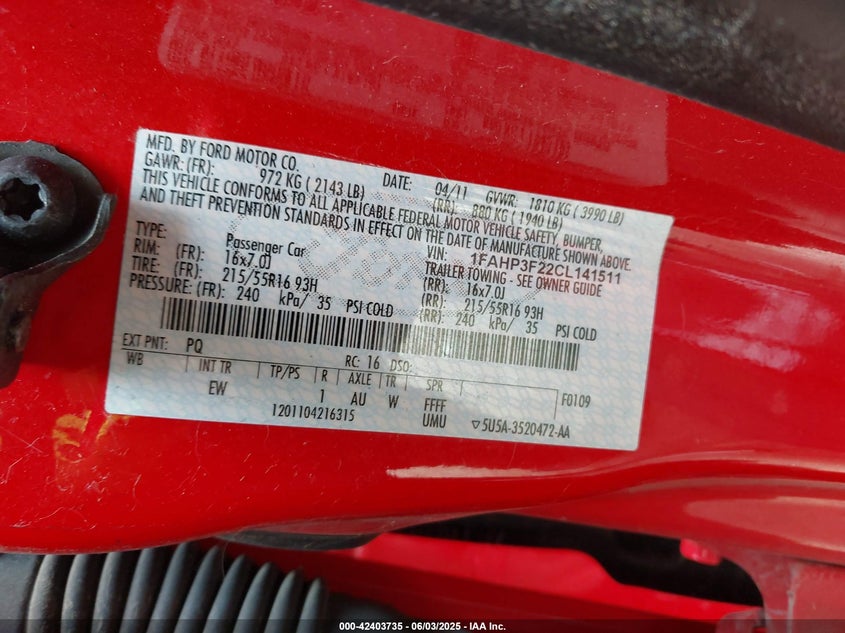 MFD. BY FORD MOTOR CO.
DATE: 04/11 GVWR: 1810 KG ( 3990 LB)
GAWR: (FR): 972 KG ( 2143 LB) (RR): 880 KG ( 1940 LB)
THIS VEHICLE CONFORMS TO ALL APPLICABLE FEDERAL MOTOR VEHICLE SAFETY, BUMPER,
AND THEFT PREVENTION STANDARDS IN EFFECT ON THE DATE OF MANUFACTURE SHOWN ABOVE.
VIN: 1FAHP3F22CL141511
TYPE: Passenger Car TRAILER TOWING - SEE OWNER GUIDE
RIM: (FR): 16x7.0J (RR): 16x7.0J
TIRE: (FR): 215/55R16 93H (RR): 215/55R16 93H
PRESSURE: (FR): 240 kPa/ 35 PSI COLD (RR): 240 kPa/ 35 PSI COLD
EXT PNT: PQ RC: 16 DSO: F0109
WB INT TR TP/PS R AXLE TR SPR
EW 1 AU W FFFF
1201104216315 UMU ▽5U5A-3520472-AA
000-42403735 - 06/03/2025 - IAA Inc.